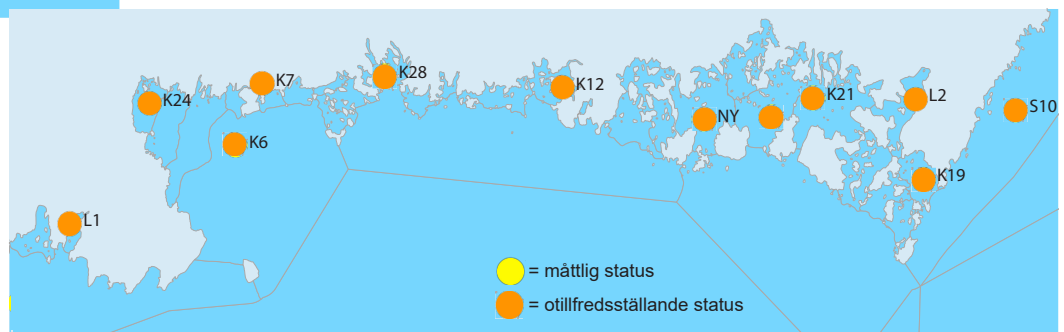 K7
K28
K12
K24
K21
L2
S10
NY
K6
K19
L1
= måttlig status
= otillfredsställande status